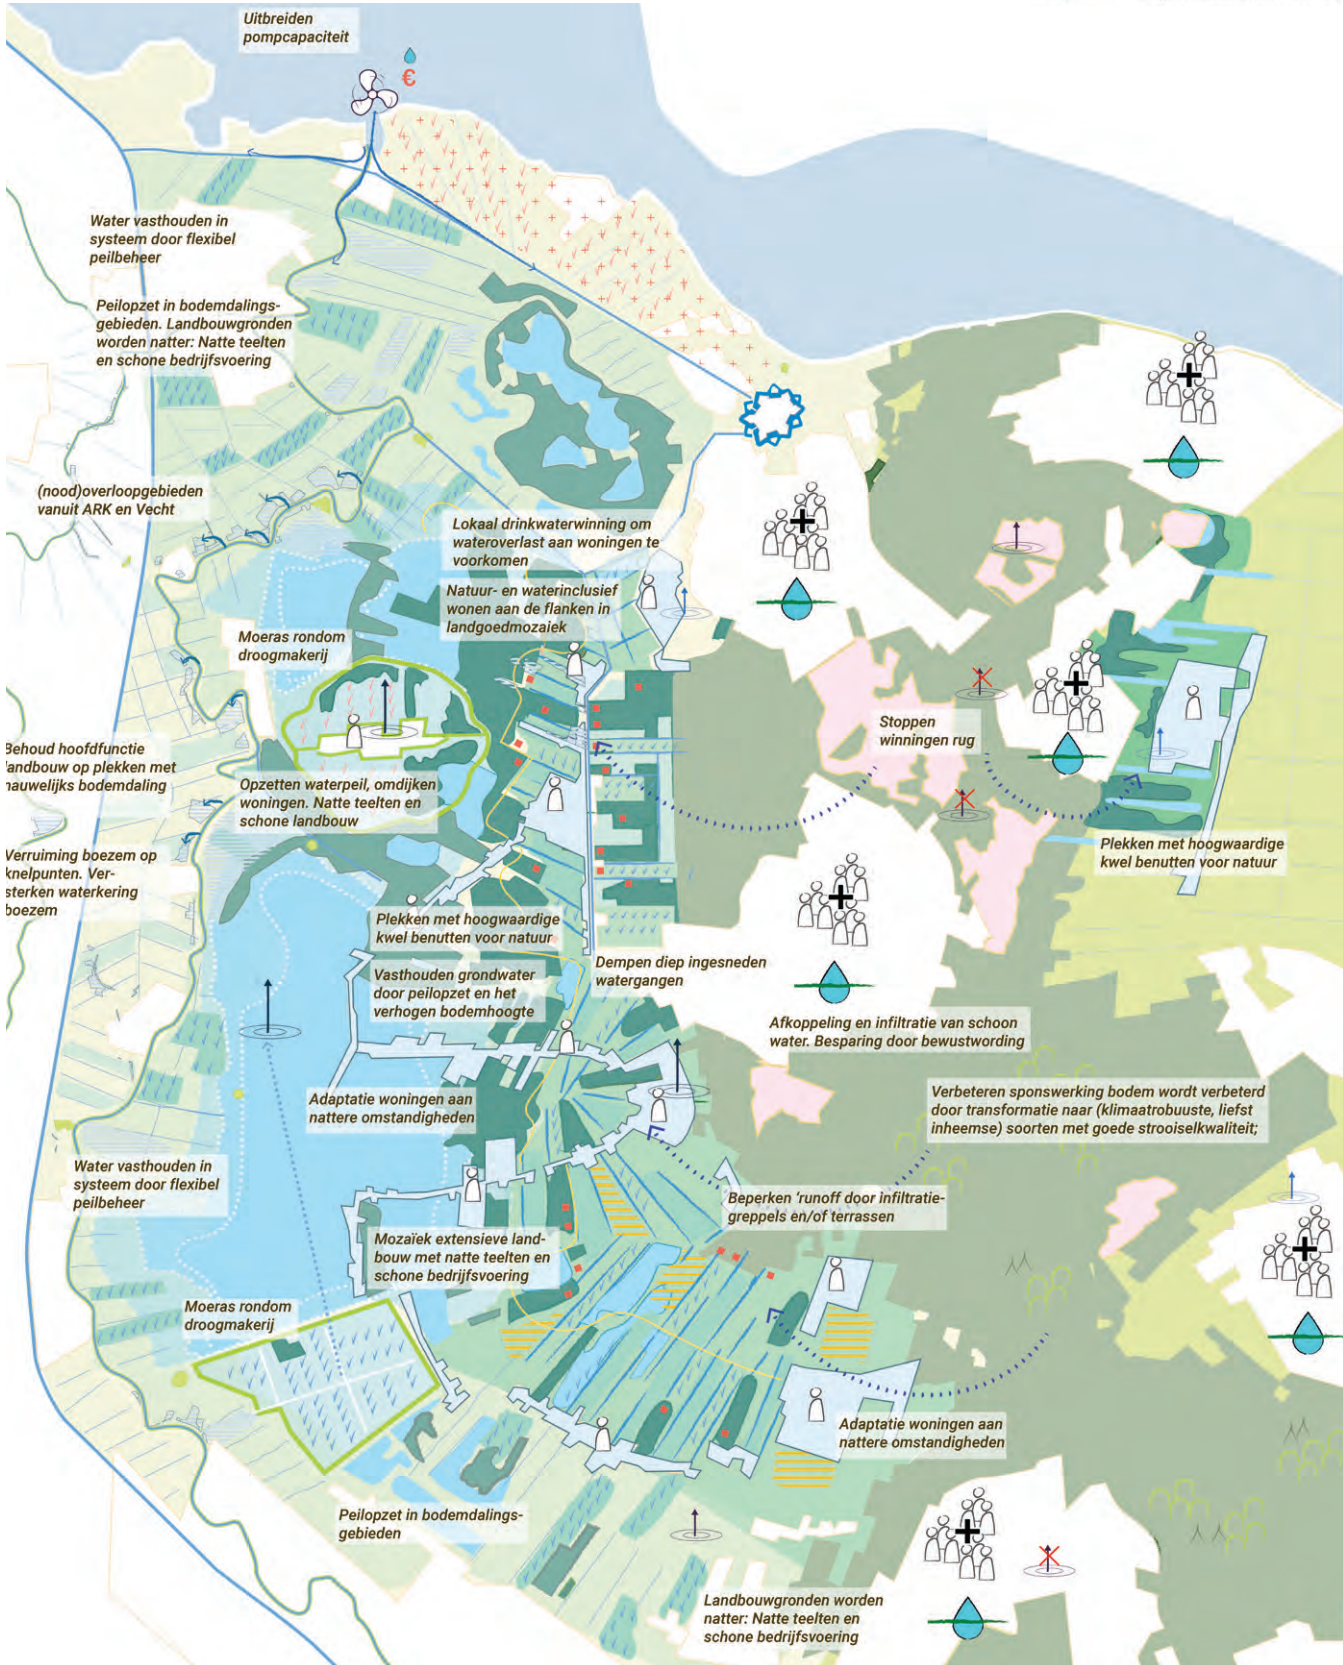 Uitbreiden
pompcapaciteit
€
Water vasthouden in
systeem door flexibel
peilbeheer
Peilopzet in bodemdalings-
gebieden. Landbouwgronden
worden natter: Natte teelten
en schone bedrijfsvoering
(nood)overloopgebieden
vanuit ARK en Vecht
Lokaal drinkwaterwinning om
wateroverlast aan woningen te
voorkomen
Natuur- en waterinclusief
wonen aan de flanken in
landgoedmozaiek
Moeras rondom
droogmakerij
Stoppen
winningen rug
Behoud hoofdfunctie
landbouw op plekken met
nauwelijks bodemdaling
Opzetten waterpeil, omdijken
woningen. Natte teelten en
schone landbouw
Plekken met hoogwaardige
kwel benutten voor natuur
Verruiming boezem op
knelpunten. Ver-
sterken waterkering
boezem
Plekken met hoogwaardige
kwel benutten voor natuur
Vasthouden grondwater
door peilopzet en het
verhogen bodemhoogte
Dempen diep ingesneden
watergangen
Afkoppeling en infiltratie van schoon
water. Besparing door bewustwording
Adaptatie woningen aan
nattere omstandigheden
Verbeteren sponswerking bodem wordt verbeterd
door transformatie naar (klimaatrobuuste, liefst
inheemse) soorten met goede strooiselkwaliteit;
Water vasthouden in
systeem door flexibel
peilbeheer
Beperken ‘runoff door infiltratie-
greppels en/of terrassen
Mozaïek extensieve land-
bouw met natte teelten en
schone bedrijfsvoering
Moeras rondom
droogmakerij
Adaptatie woningen aan
nattere omstandigheden
Peilopzet in bodemdalings-
gebieden
Landbouwgronden worden
natter: Natte teelten en
schone bedrijfsvoering